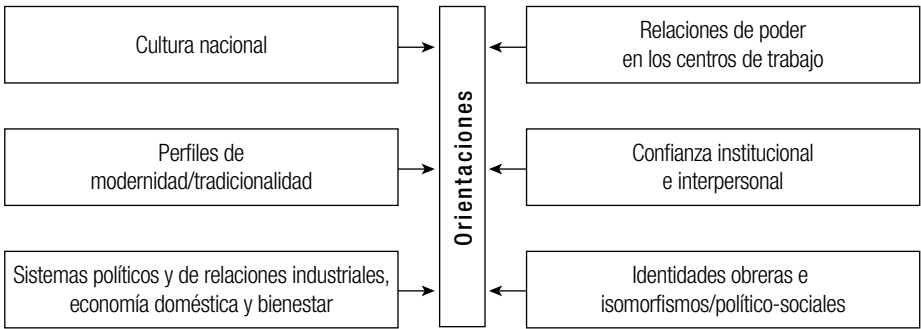 Cultura nacional
Perfiles de
modernidad/tradicionalidad
Sistemas políticos y de relaciones industriales,
economía doméstica y bienestar
Orientaciones
Relaciones de poder
en los centros de trabajo
Confianza institucional
e interpersonal
Identidades obreras e
isomorfismos/político-sociales